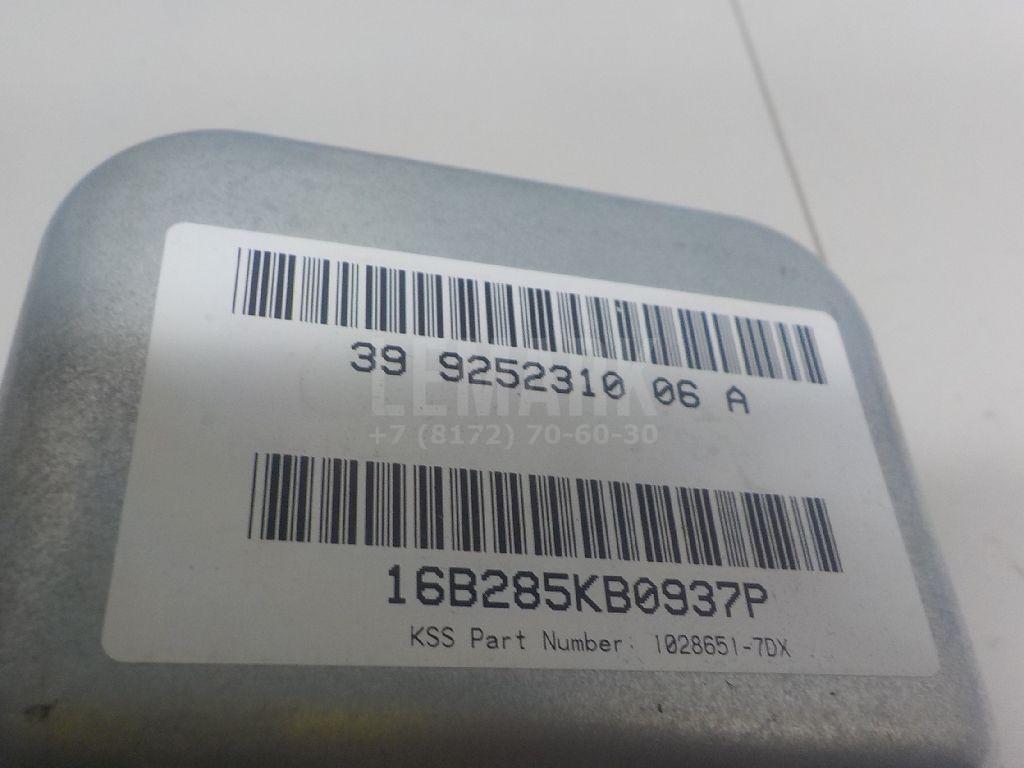 39 9252310 06 A
LEMARK
+7 (8172) 70-60-30
16B285KB0937P
KSS Part Number: 1028651-7DX